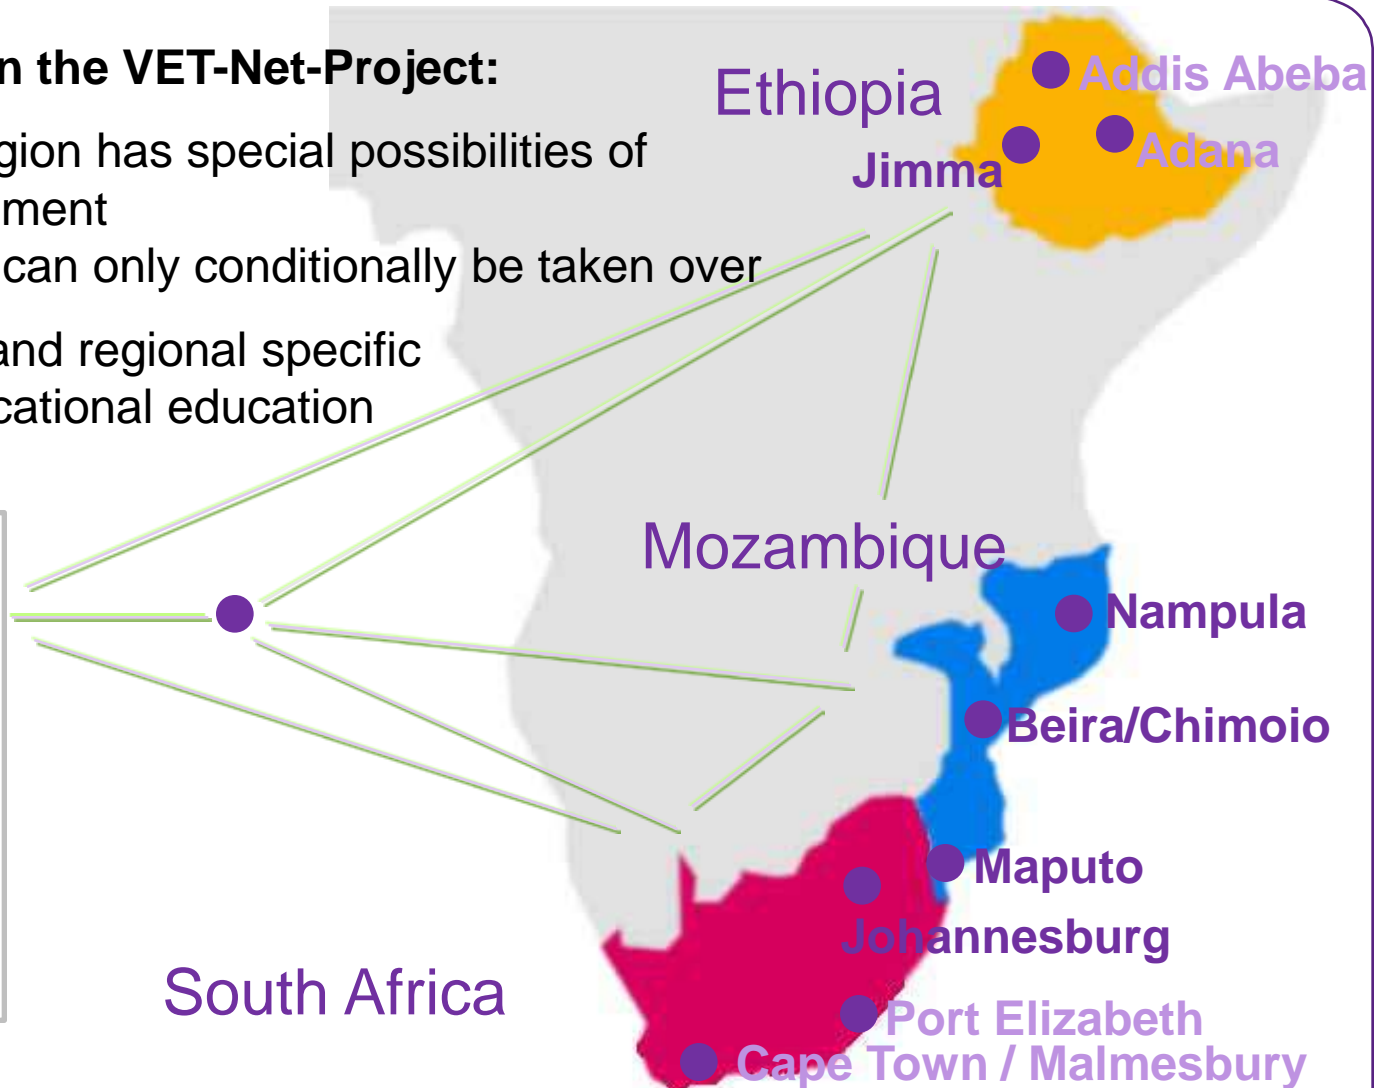 n the VET-Net-Project:
gion has special possibilities of
ment
can only conditionally be taken over
and regional specific
cational education
Ethiopia
Addis Abeba
Adana
Jimma
Mozambique
Nampula
Beira/Chimoio
Maputo
Johannesburg
South Africa
Port Elizabeth
Cape Town / Malmesbury